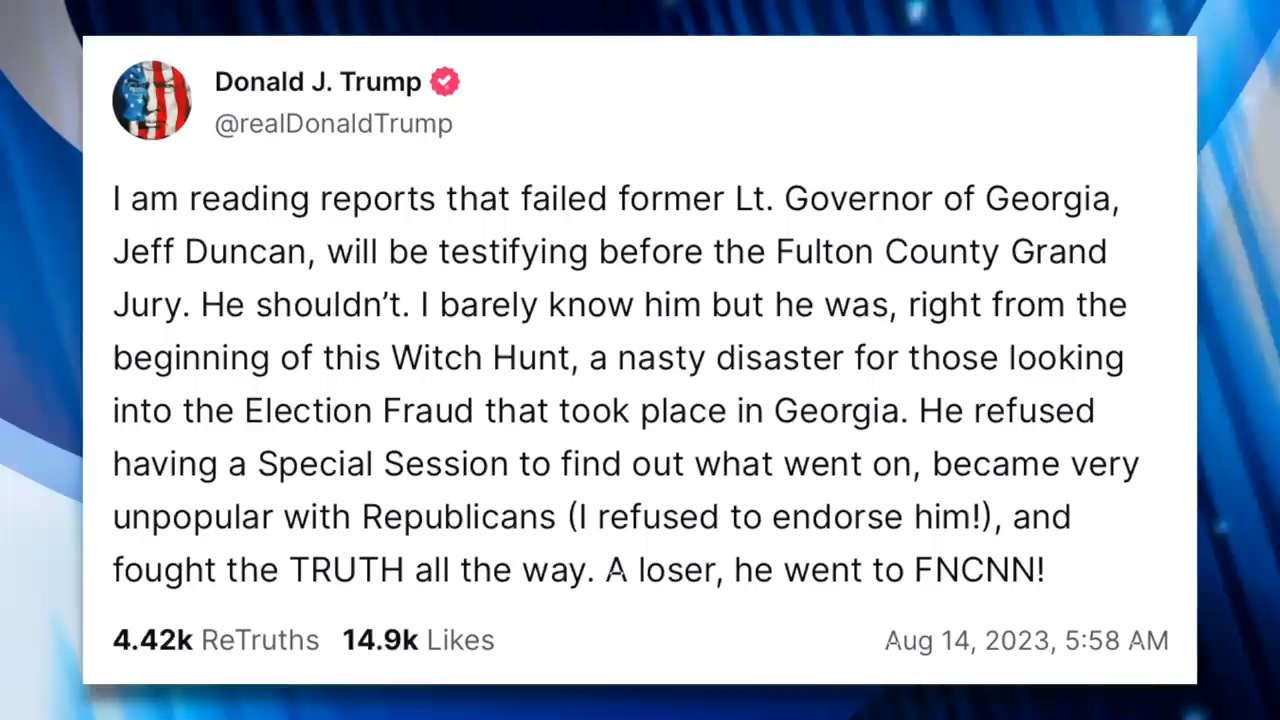 Donald J. Trump
@realDonaldTrump
I am reading reports that failed former Lt. Governor of Georgia,
Jeff Duncan, will be testifying before the Fulton County Grand
Jury. He shouldn’t. I barely know him but he was, right from the
beginning of this Witch Hunt, a nasty disaster for those looking
into the Election Fraud that took place in Georgia. He refused
having a Special Session to find out what went on, became very
unpopular with Republicans (I refused to endorse him!), and
fought the TRUTH all the way. A loser, he went to FNCNN!
4.42k ReTruths 14.9k Likes Aug 14, 2023, 5:58 AM